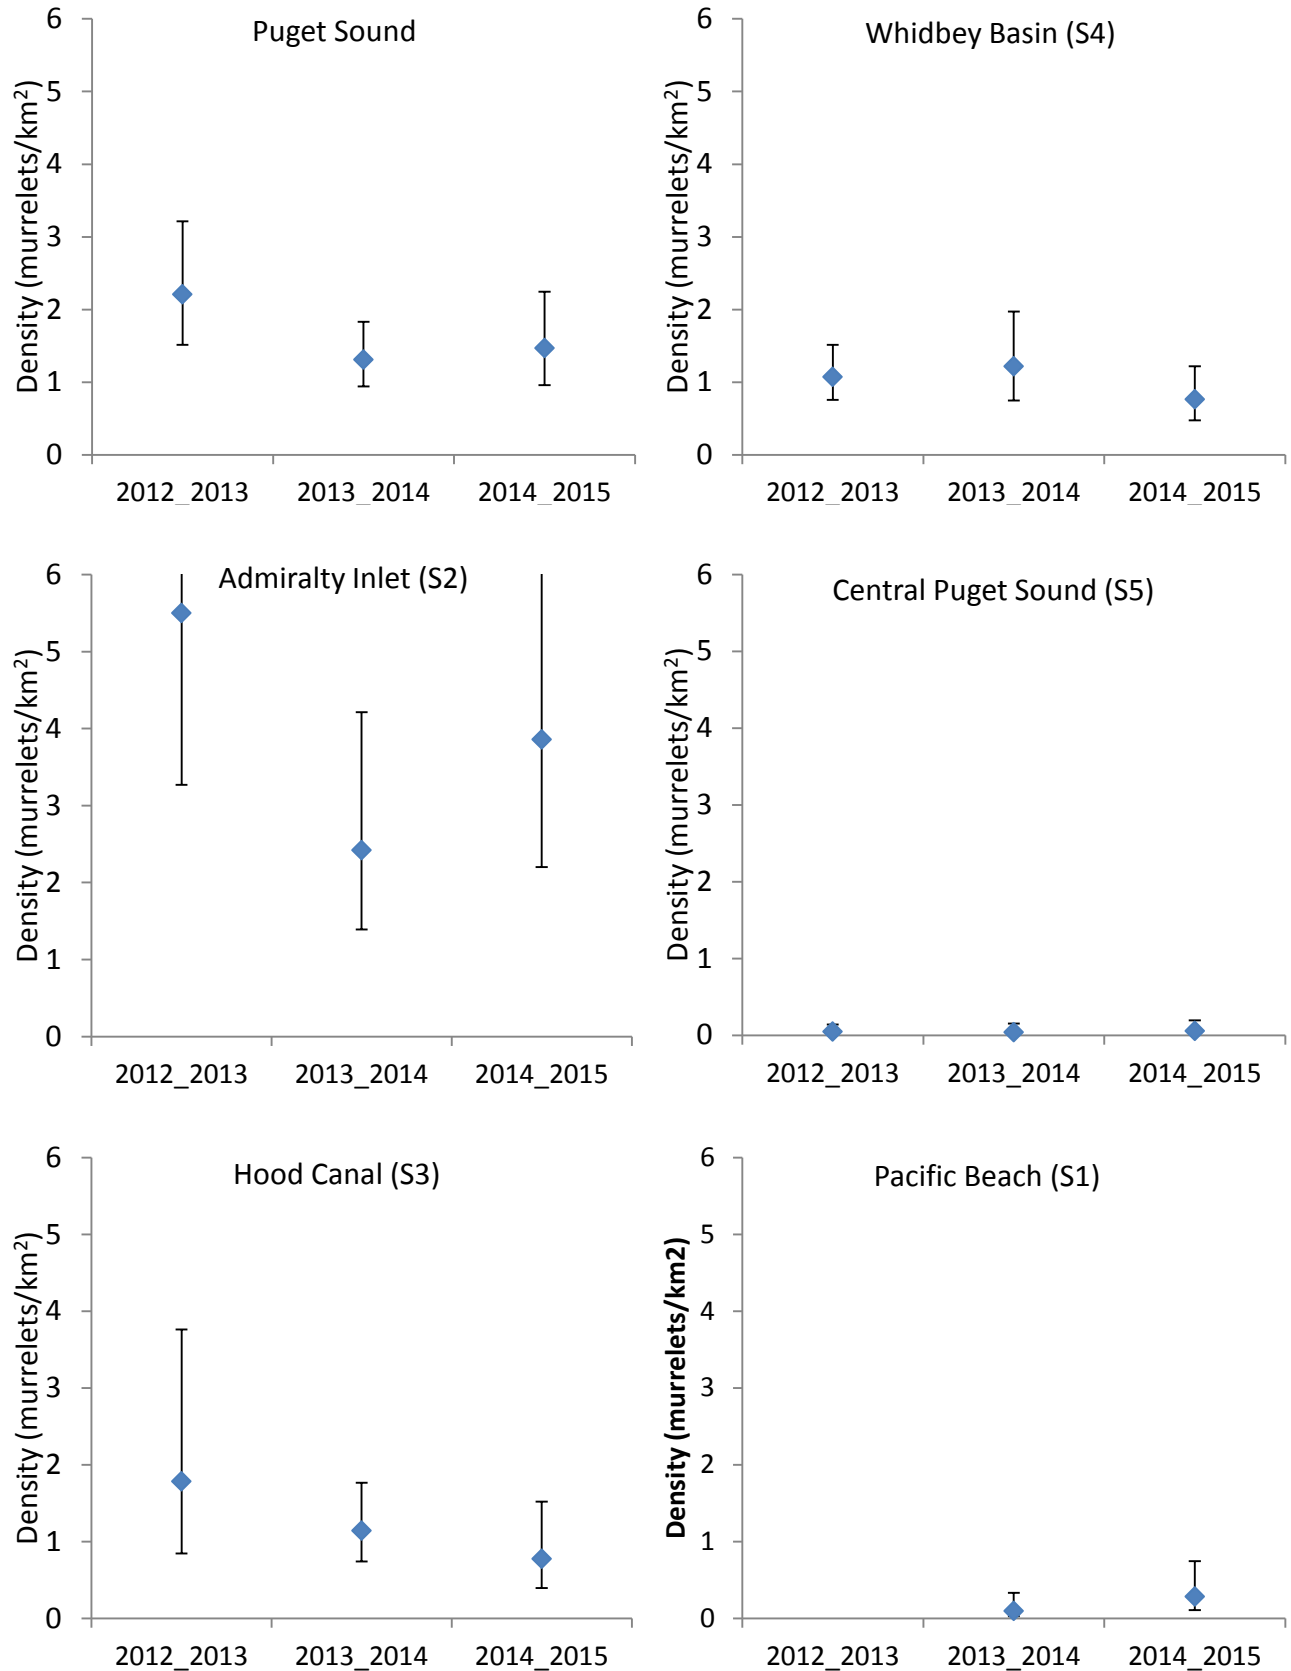 Puget Sound
Density (murrelets/km²)
6
5
4
3
2
1
0
2012_2013 2013_2014 2014_2015
Whidbey Basin (S4)
Density (murrelets/km²)
6
5
4
3
2
1
0
2012_2013 2013_2014 2014_2015
Admiralty Inlet (S2)
Density (murrelets/km²)
6
5
4
3
2
1
0
2012_2013 2013_2014 2014_2015
Central Puget Sound (S5)
Density (murrelets/km²)
6
5
4
3
2
1
0
2012_2013 2013_2014 2014_2015
Hood Canal (S3)
Density (murrelets/km²)
6
5
4
3
2
1
0
2012_2013 2013_2014 2014_2015
Pacific Beach (S1)
Density (murrelets/km2)
6
5
4
3
2
1
0
2012_2013 2013_2014 2014_2015